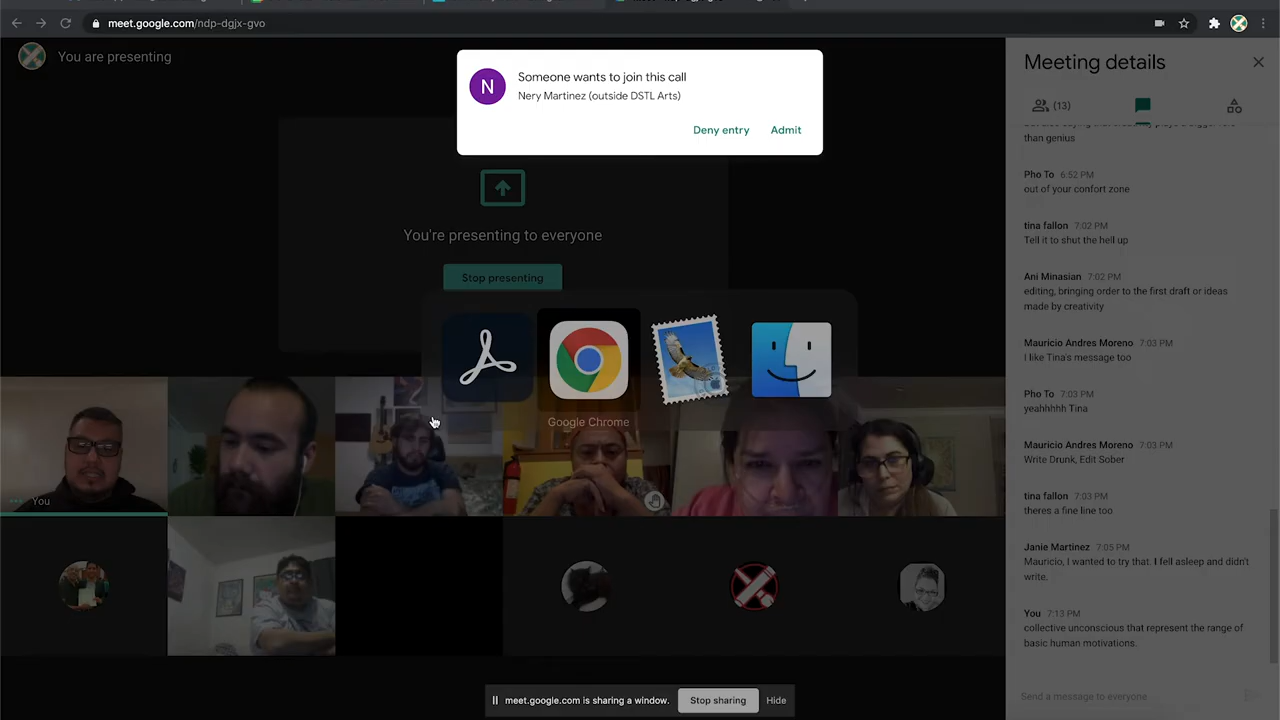 meet.google.com/ndp-dgjx-gvo
You are presenting
Someone wants to join this call
N
Nery Martinez (outside DSTL Arts)
Deny entry
Admit
You're presenting to everyone
Stop presenting
Google Chrome
You
meet.google.com is sharing a window.
Stop sharing
Hide
Meeting details
(13)
than genius
Pho To 6:52 PM
out of your confort zone
tina fallon 7:02 PM
Tell it to shut the hell up
Ani Minasian 7:02 PM
editing, bringing order to the first draft or ideas
made by creativity
Mauricio Andres Moreno 7:03 PM
I like Tina's message too
Pho To 7:03 PM
yeahhhhh Tina
Mauricio Andres Moreno 7:03 PM
Write Drunk, Edit Sober
tina fallon 7:03 PM
theres a fine line too
Janie Martinez 7:05 PM
Mauricio, I wanted to try that. I fell asleep and didn't
write.
You 7:13 PM
collective unconscious that represent the range of
basic human motivations.
Send a message to everyone